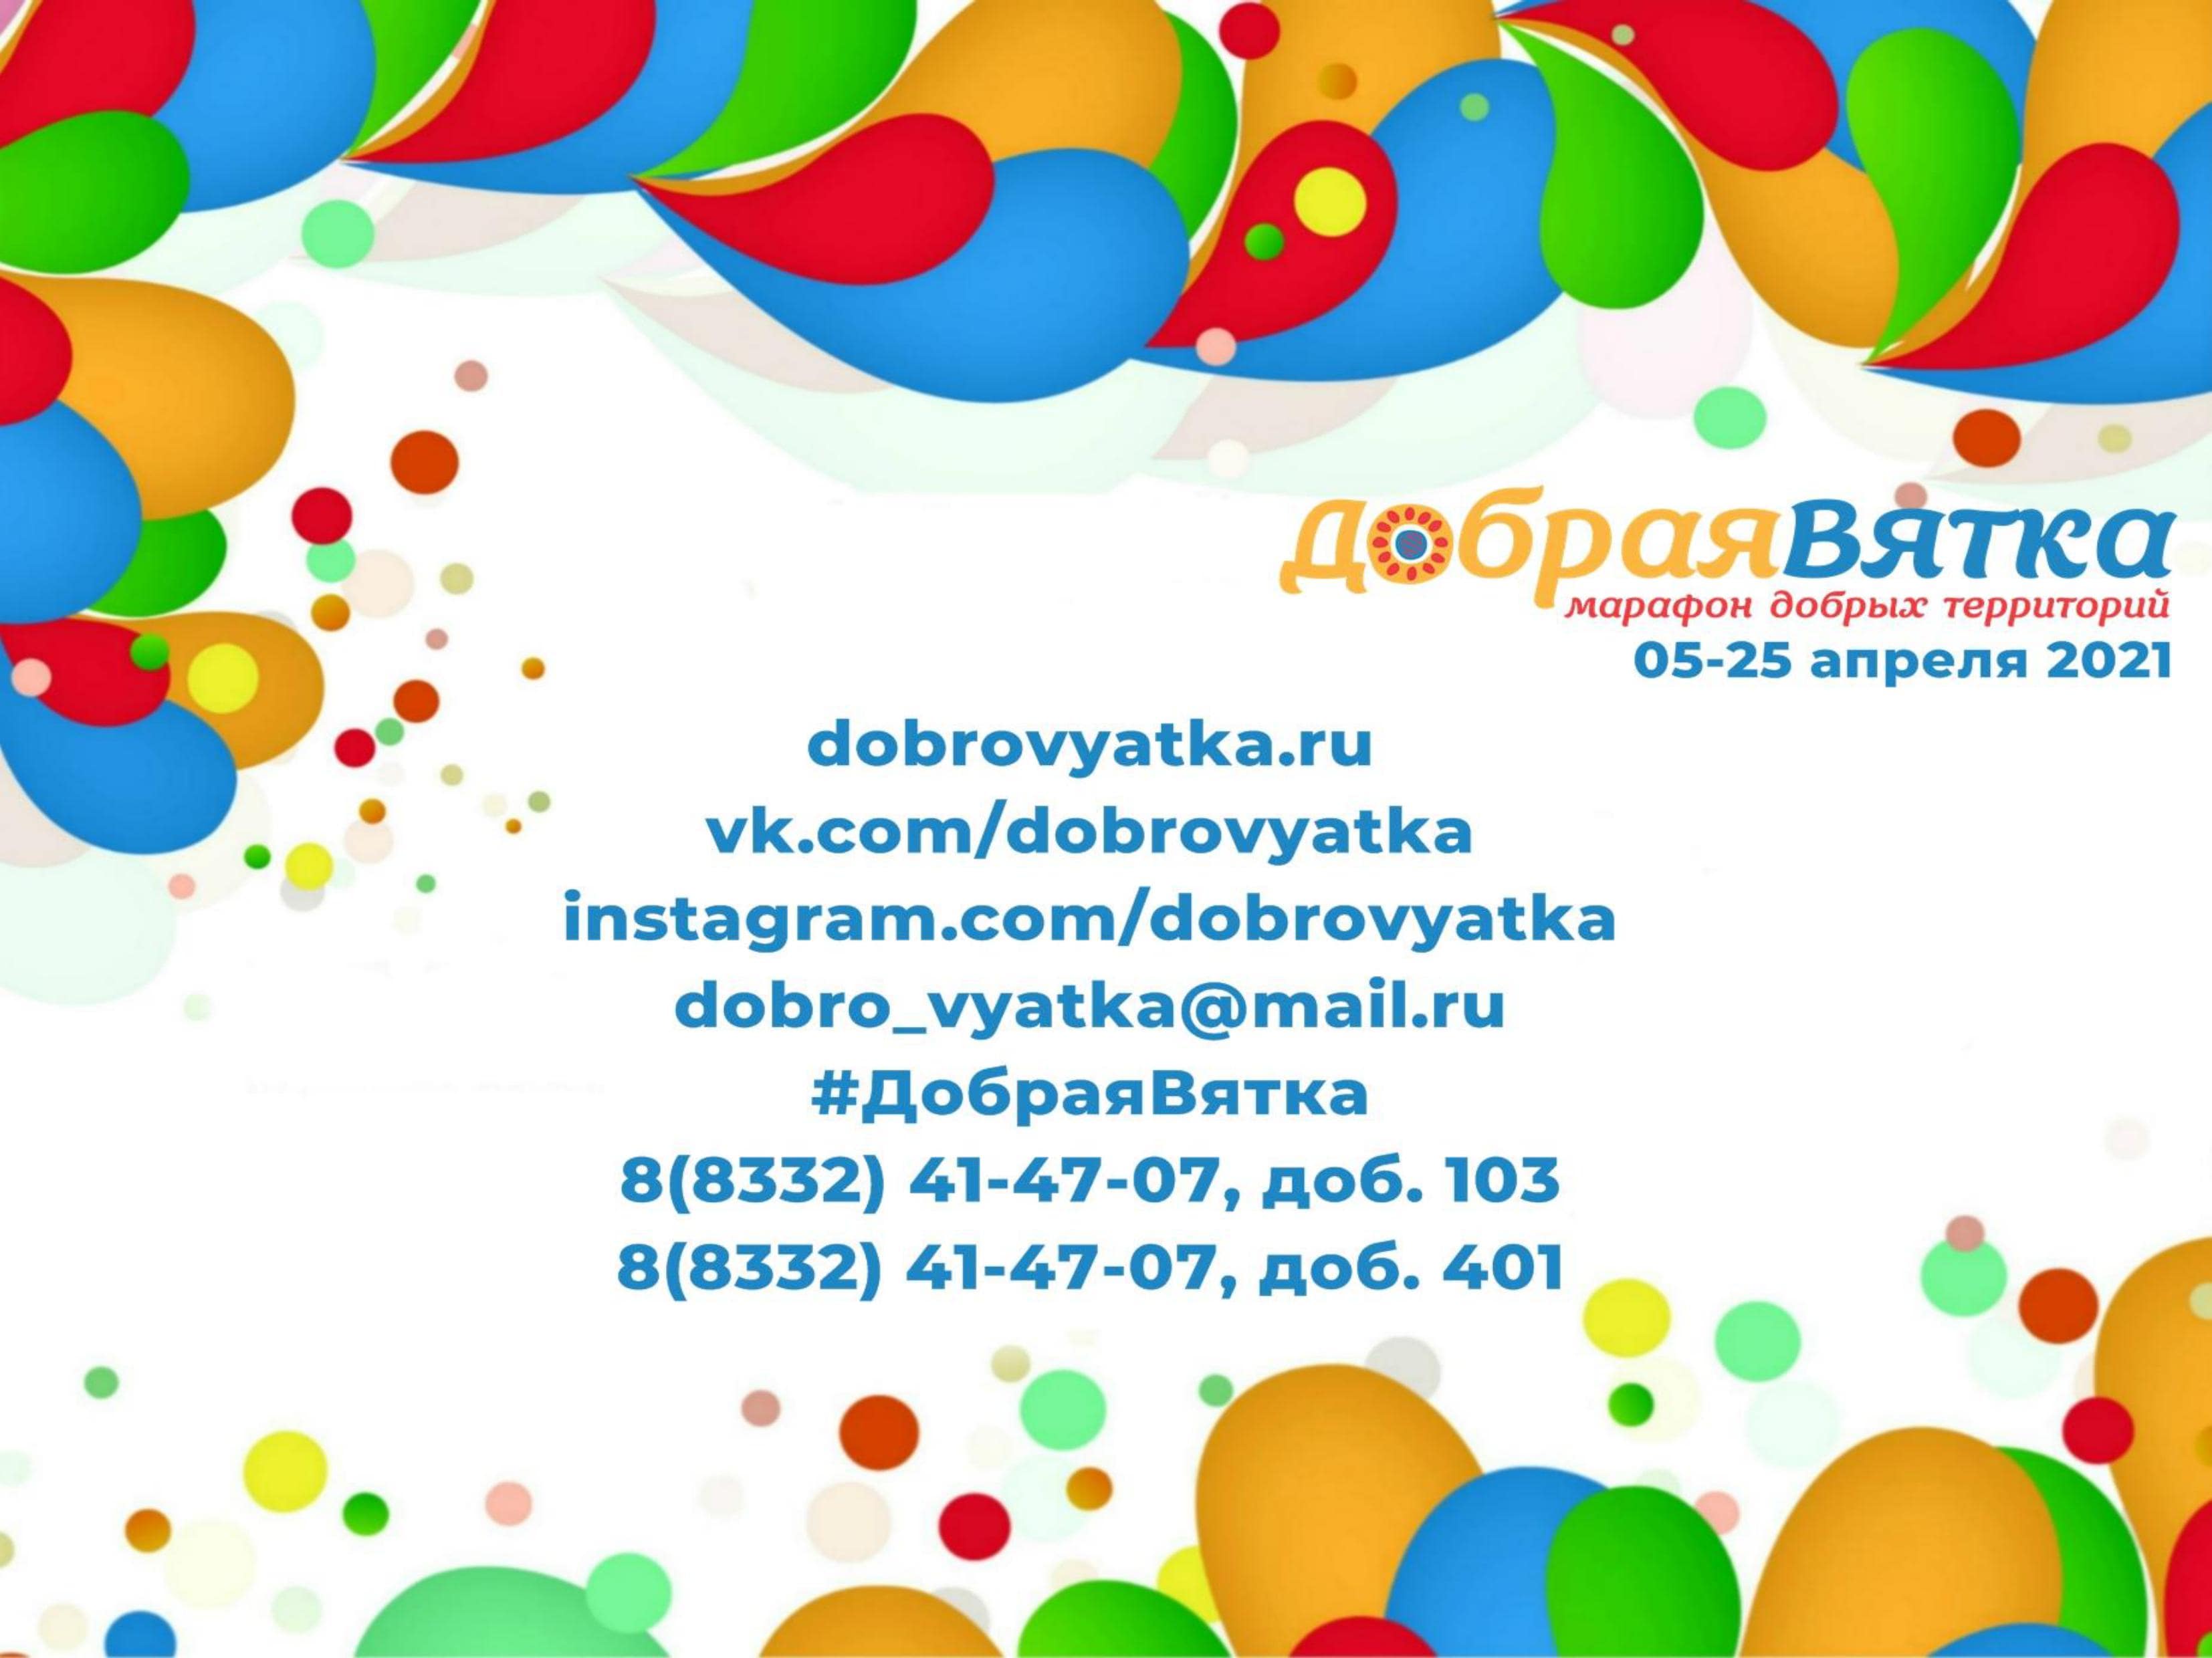 ДобраяВятка
марафон добрых территорий
05-25 апреля 2021
dobrovyatka.ru
vk.com/dobrovyatka
instagram.com/dobrovyatka
dobro_vyatka@mail.ru
#ДобраяВятка
8(8332) 41-47-07, доб. 103
8(8332) 41-47-07, доб. 401